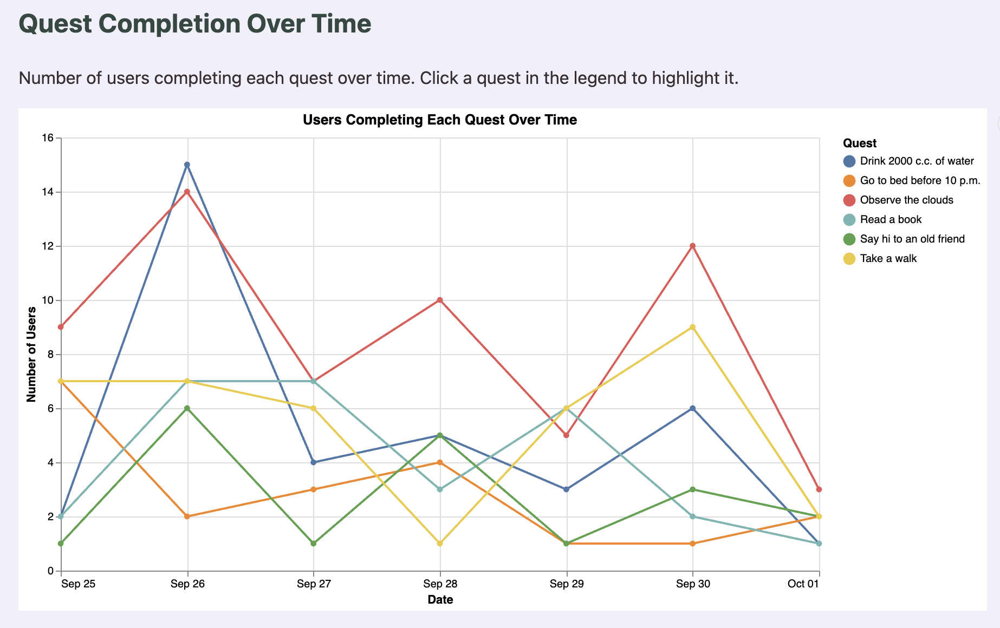 Quest Completion Over Time
Number of users completing each quest over time. Click a quest in the legend to highlight it.
Users Completing Each Quest Over Time
16
14
12
10
8
6
4
2
0
Number of Users
Sep 25
Sep 26
Sep 27
Sep 28
Sep 29
Sep 30
Oct 01
Date
Quest
Drink 2000 c.c. of water
Go to bed before 10 p.m.
Observe the clouds
Read a book
Say hi to an old friend
Take a walk